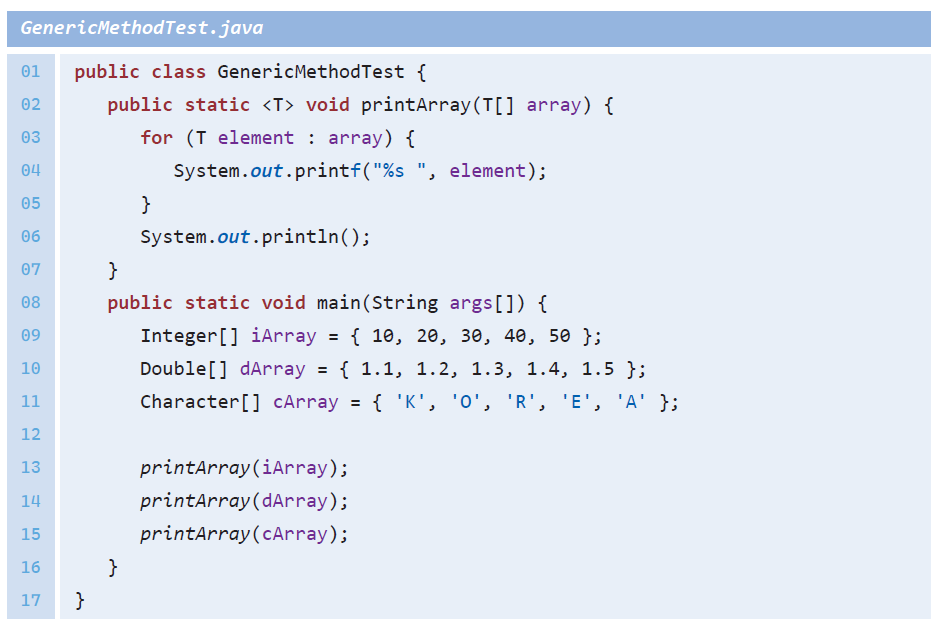 GenericMethodTest.java
01 public class GenericMethodTest {
02 public static <T> void printArray(T[] array) {
03 for (T element : array) {
04 System.out.printf("%s ", element);
05 }
06 System.out.println();
07 }
08 public static void main(String args[]) {
09 Integer[] iArray = { 10, 20, 30, 40, 50 };
10 Double[] dArray = { 1.1, 1.2, 1.3, 1.4, 1.5 };
11 Character[] cArray = { 'K', 'O', 'R', 'E', 'A' };
12
13 printArray(iArray);
14 printArray(dArray);
15 printArray(cArray);
16 }
17 }